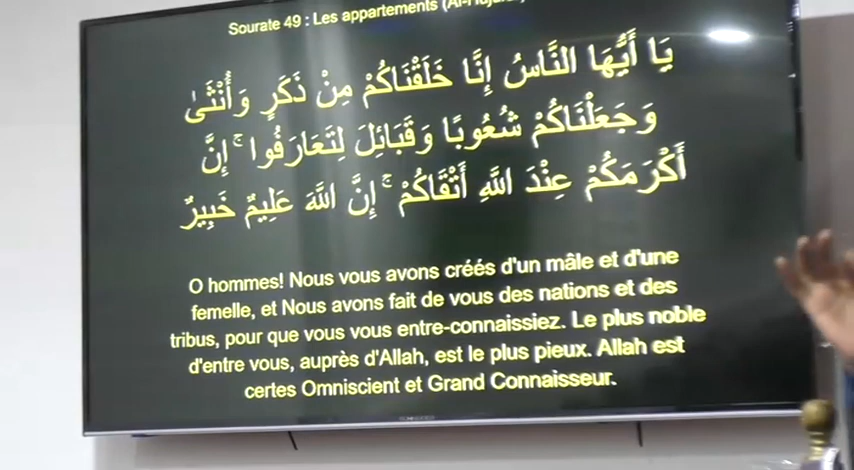 Sourate 49 : Les appartements (Al-Hujurat)
يَا أَيُّهَا النَّاسُ إِنَّا خَلَقْنَاكُمْ مِنْ ذَكَرٍ وَأُنْثَىٰ
وَجَعَلْنَاكُمْ شُعُوبًا وَقَبَائِلَ لِتَعَارَفُوا ۚ إِنَّ
أَكْرَمَكُمْ عِنْدَ اللَّهِ أَتْقَاكُمْ ۚ إِنَّ اللَّهَ عَلِيمٌ خَبِيرٌ
O hommes! Nous vous avons créés d'un mâle et d'une
femelle, et Nous avons fait de vous des nations et des
tribus, pour que vous vous entre-connaissiez. Le plus noble
d'entre vous, auprès d'Allah, est le plus pieux. Allah est
certes Omniscient et Grand Connaisseur.